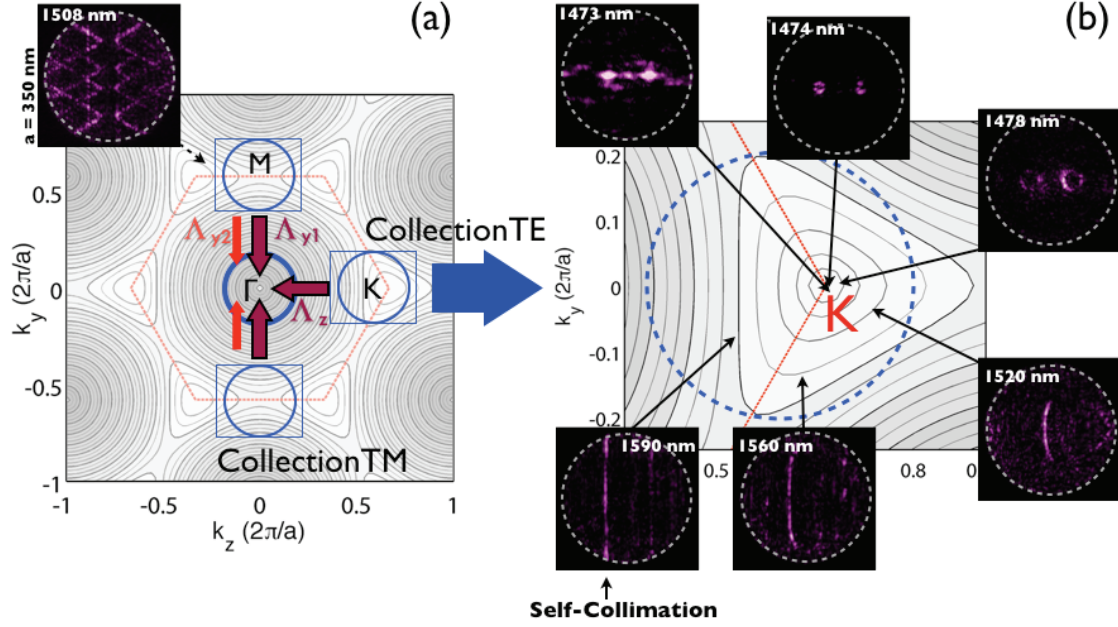 (a)
1508 nm
a = 350 nm
M
Λy2
Λy1
CollectionTE
Γ
K
Λz
CollectionTM
0.5
0
-0.5
-1
ky (2π/a)
-1
-0.5
0
0.5
1
kz (2π/a)
(b)
1473 nm
1474 nm
1478 nm
0.2
0.1
0
-0.1
-0.2
ky (2π/a)
K
1520 nm
1590 nm
1560 nm
0.5
0.8
Self-Collimation